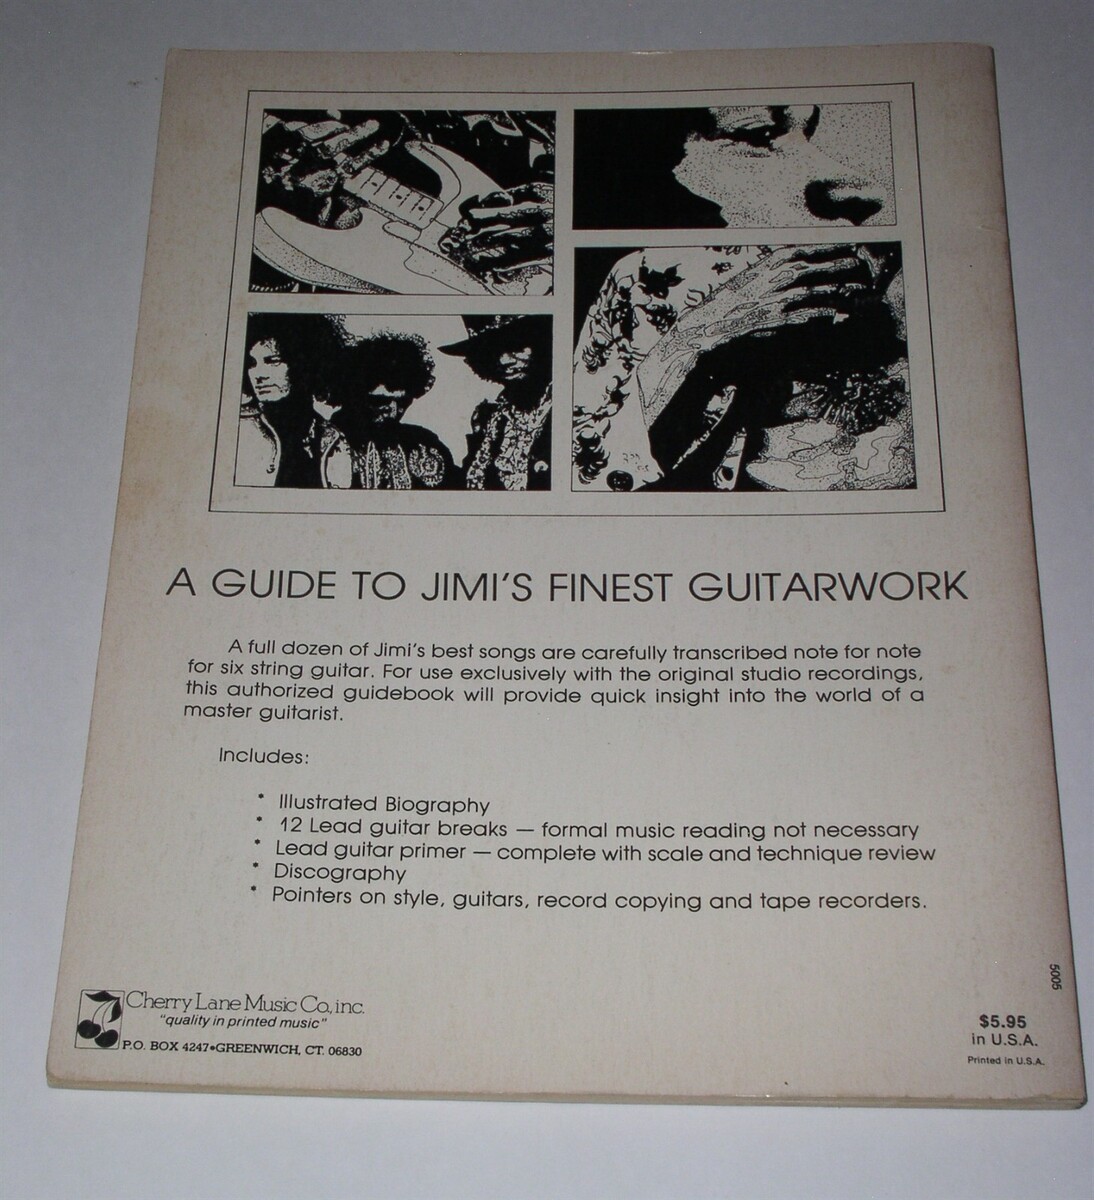 A GUIDE TO JIMI'S FINEST GUITARWORK
A full dozen of Jimi's best songs are carefully transcribed note for note
for six string guitar. For use exclusively with the original studio recordings,
this authorized guidebook will provide quick insight into the world of a
master guitarist.
Includes:
* Illustrated Biography
* 12 Lead guitar breaks — formal music reading not necessary
* Lead guitar primer — complete with scale and technique review
* Discography
* Pointers on style, guitars, record copying and tape recorders.
5005
Cherry Lane Music Co., inc.
"quality in printed music"
P.O. BOX 4247•GREENWICH, CT. 06830
$5.95
in U.S.A.
Printed in U.S.A.